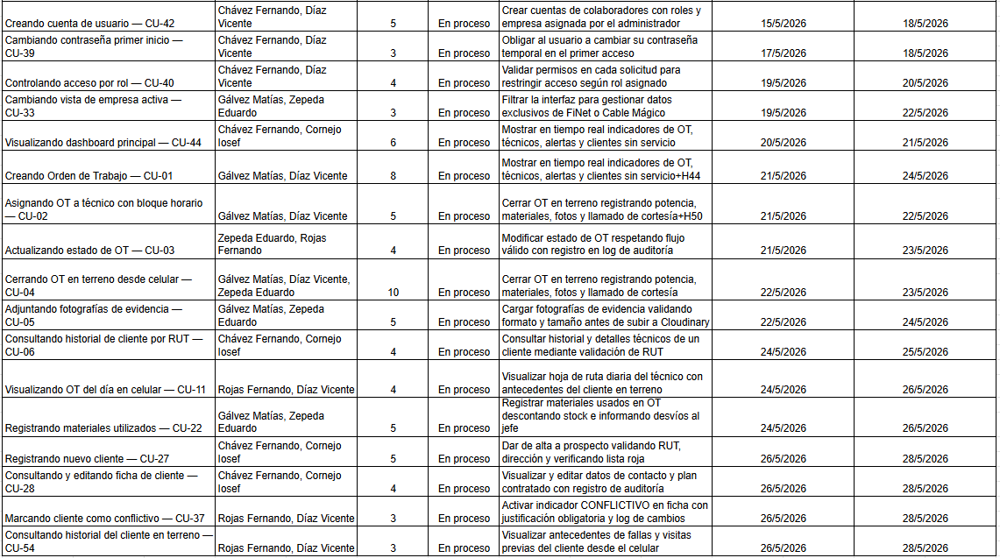 Creando cuenta de usuario — CU-42 | Chávez Fernando, Díaz Vicente | 5 | En proceso | Crear cuentas de colaboradores con roles y empresa asignada por el administrador | 15/5/2026 | 18/5/2026
Cambiando contraseña primer inicio — CU-39 | Chávez Fernando, Díaz Vicente | 3 | En proceso | Obligar al usuario a cambiar su contraseña temporal en el primer acceso | 17/5/2026 | 18/5/2026
Controlando acceso por rol — CU-40 | Chávez Fernando, Díaz Vicente | 4 | En proceso | Validar permisos en cada solicitud para restringir acceso según rol asignado | 19/5/2026 | 20/5/2026
Cambiando vista de empresa activa — CU-33 | Gálvez Matías, Zepeda Eduardo | 3 | En proceso | Filtrar la interfaz para gestionar datos exclusivos de FiNet o Cable Mágico | 19/5/2026 | 22/5/2026
Visualizando dashboard principal — CU-44 | Chávez Fernando, Cornejo Iosef | 6 | En proceso | Mostrar en tiempo real indicadores de OT, técnicos, alertas y clientes sin servicio | 20/5/2026 | 21/5/2026
Creando Orden de Trabajo — CU-01 | Gálvez Matías, Díaz Vicente | 8 | En proceso | Mostrar en tiempo real indicadores de OT, técnicos, alertas y clientes sin servicio+H44 | 21/5/2026 | 24/5/2026
Asignando OT a técnico con bloque horario — CU-02 | Gálvez Matías, Díaz Vicente | 5 | En proceso | Cerrar OT en terreno registrando potencia, materiales, fotos y llamado de cortesía+H50 | 21/5/2026 | 22/5/2026
Actualizando estado de OT — CU-03 | Zepeda Eduardo, Rojas Fernando | 4 | En proceso | Modificar estado de OT respetando flujo válido con registro en log de auditoría | 21/5/2026 | 23/5/2026
Cerrando OT en terreno desde celular — CU-04 | Gálvez Matías, Díaz Vicente, Zepeda Eduardo | 10 | En proceso | Cerrar OT en terreno registrando potencia, materiales, fotos y llamado de cortesía | 22/5/2026 | 23/5/2026
Adjuntando fotografías de evidencia — CU-05 | Gálvez Matías, Zepeda Eduardo | 5 | En proceso | Cargar fotografías de evidencia validando formato y tamaño antes de subir a Cloudinary | 22/5/2026 | 24/5/2026
Consultando historial de cliente por RUT — CU-06 | Chávez Fernando, Cornejo Iosef | 4 | En proceso | Consultar historial y detalles técnicos de un cliente mediante validación de RUT | 24/5/2026 | 25/5/2026
Visualizando OT del día en celular — CU-11 | Rojas Fernando, Díaz Vicente | 4 | En proceso | Visualizar hoja de ruta diaria del técnico con antecedentes del cliente en terreno | 24/5/2026 | 26/5/2026
Registrando materiales utilizados — CU-22 | Gálvez Matías, Zepeda Eduardo | 5 | En proceso | Registrar materiales usados en OT descontando stock e informando desvíos al jefe | 24/5/2026 | 26/5/2026
Registrando nuevo cliente — CU-27 | Chávez Fernando, Cornejo Iosef | 5 | En proceso | Dar de alta a prospecto validando RUT, dirección y verificando lista roja | 26/5/2026 | 28/5/2026
Consultando y editando ficha de cliente — CU-28 | Chávez Fernando, Cornejo Iosef | 4 | En proceso | Visualizar y editar datos de contacto y plan contratado con registro de auditoría | 26/5/2026 | 28/5/2026
Marcando cliente como conflictivo — CU-37 | Rojas Fernando, Díaz Vicente | 3 | En proceso | Activar indicador CONFLICTIVO en ficha con justificación obligatoria y log de cambios | 26/5/2026 | 28/5/2026
Consultando historial del cliente en terreno — CU-54 | Rojas Fernando, Díaz Vicente | 3 | En proceso | Visualizar antecedentes de fallas y visitas previas del cliente desde el celular | 26/5/2026 | 28/5/2026